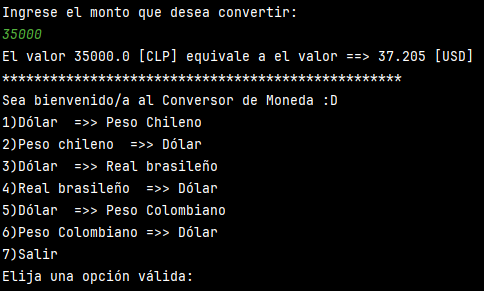 Ingrese el monto que desea convertir:
35000
El valor 35000.0 [CLP] equivale a el valor ==> 37.205 [USD]
**************************************************
Sea bienvenido/a al Conversor de Moneda :D
1)Dólar  =>> Peso Chileno
2)Peso chileno  =>> Dólar
3)Dólar  =>> Real brasileño
4)Real brasileño  =>> Dólar
5)Dólar  =>> Peso Colombiano
6)Peso Colombiano =>> Dólar
7)Salir
Elija una opción válida: